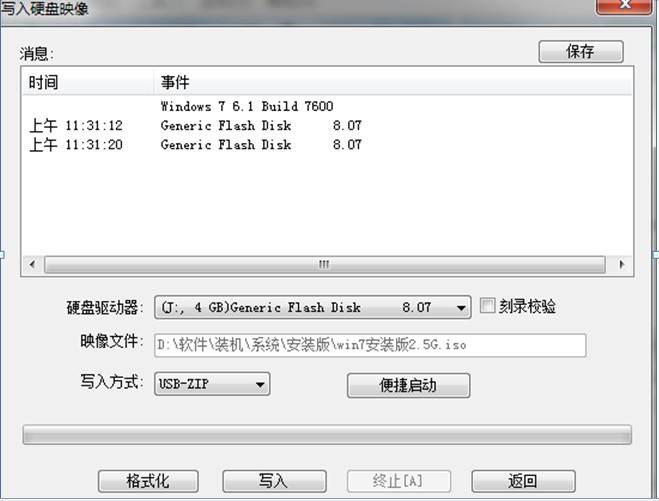 写入硬盘映像
消息: 保存
时间 事件
Windows 7 6.1 Build 7600
上午 11:31:12 Generic Flash Disk 8.07
上午 11:31:20 Generic Flash Disk 8.07
硬盘驱动器: (J:, 4 GB)Generic Flash Disk 8.07 刻录校验
映像文件: D:\软件\装机\系统\安装版\win7安装版2.5G.iso
写入方式: USB-ZIP 便捷启动
格式化 写入 终止[A] 返回